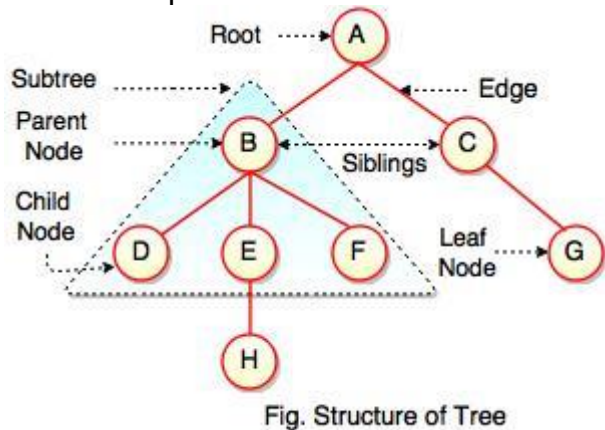 Root
A
Subtree
Edge
Parent
Node
B
C
Siblings
Child
Node
D
E
F
Leaf
Node
G
H
Fig. Structure of Tree